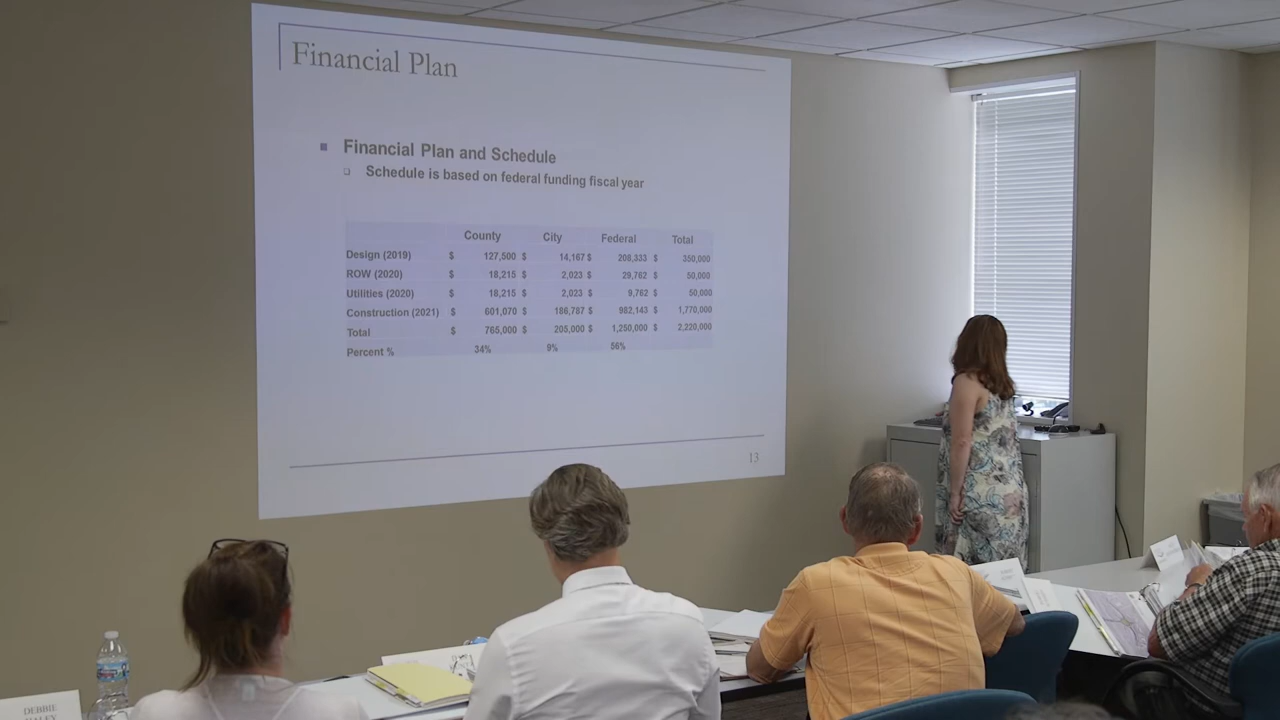 Financial Plan
Financial Plan and Schedule
Schedule is based on federal funding fiscal year
County City Federal Total
Design (2019) $ 127,500 $ 14,167 $ 208,333 $ 350,000
ROW (2020) $ 18,215 $ 2,023 $ 29,762 $ 50,000
Utilities (2020) $ 18,215 $ 2,023 $ 9,762 $ 50,000
Construction (2021) $ 601,070 $ 186,787 $ 982,143 $ 1,770,000
Total $ 765,000 $ 205,000 $ 1,250,000 $ 2,220,000
Percent % 34% 9% 56%
13
DEBBIE